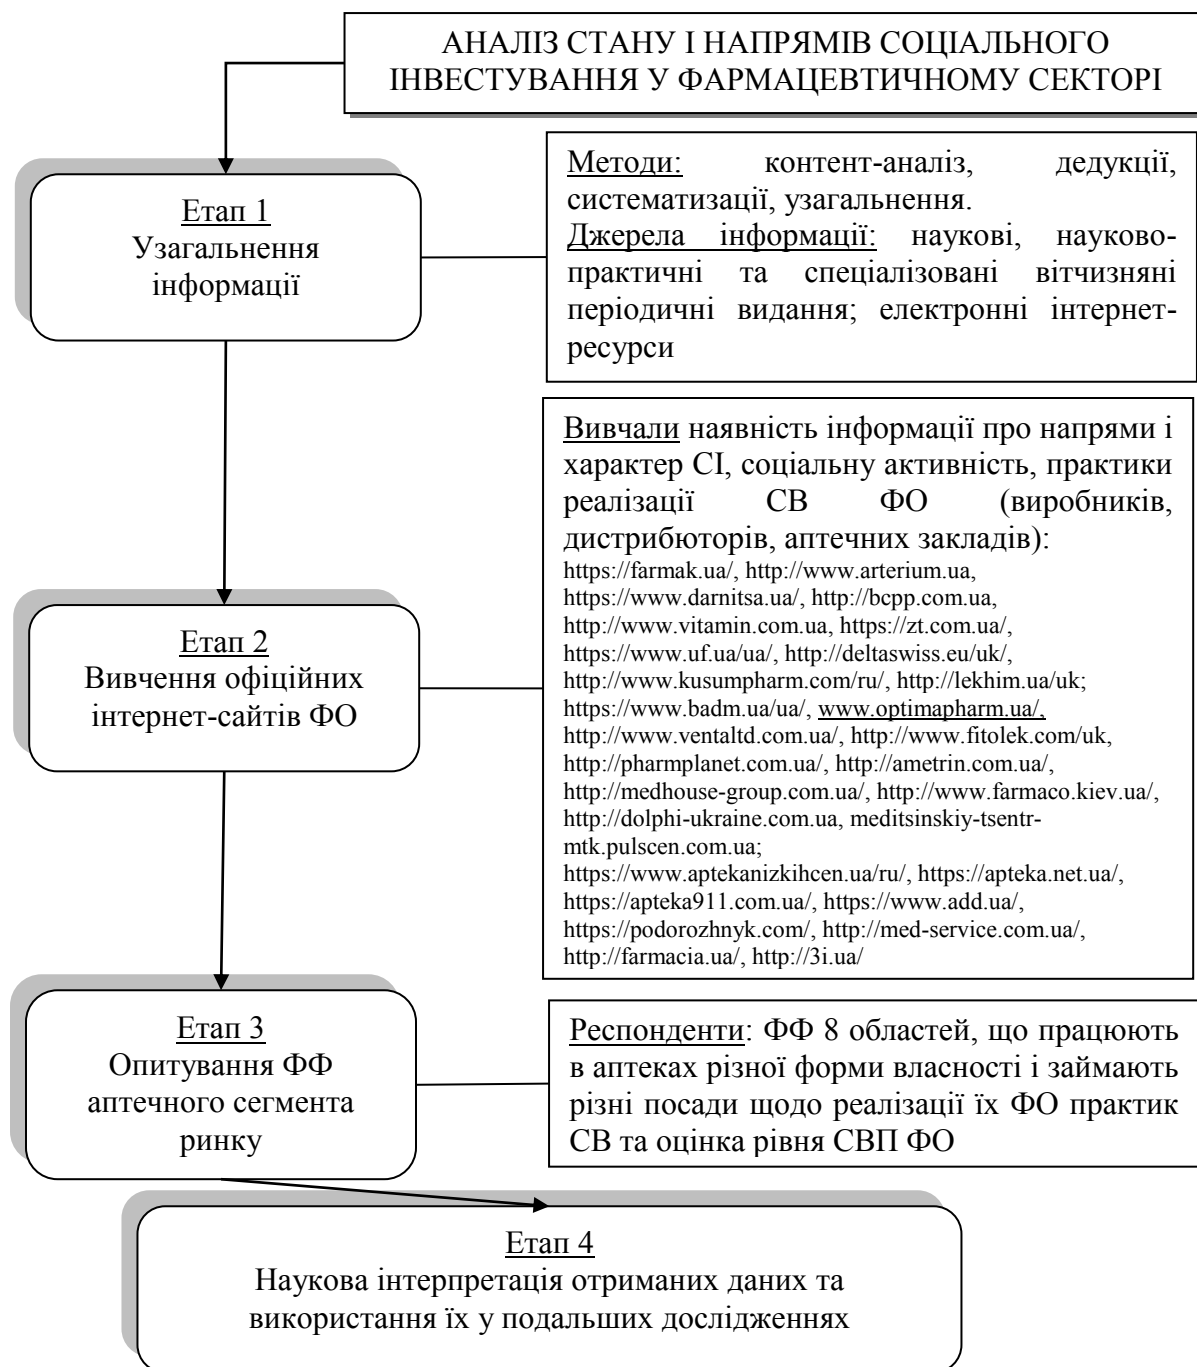 АНАЛІЗ СТАНУ І НАПРЯМІВ СОЦІАЛЬНОГО
ІНВЕСТУВАННЯ У ФАРМАЦЕВТИЧНОМУ СЕКТОРІ
Етап 1
Узагальнення
інформації
Методи: контент-аналіз, дедукції,
систематизації, узагальнення.
Джерела інформації: наукові, науково-
практичні та спеціалізовані вітчизняні
періодичні видання; електронні інтернет-
ресурси
Етап 2
Вивчення офіційних
інтернет-сайтів ФО
Вивчали наявність інформації про напрями і
характер СІ, соціальну активність, практики
реалізації СВ ФО (виробників,
дистрибюторів, аптечних закладів):
https://farmak.ua/, http://www.arterium.ua,
https://www.darnitsa.ua/, http://bcpp.com.ua,
http://www.vitamin.com.ua, https://zt.com.ua/,
https://www.uf.ua/ua/, http://deltaswiss.eu/uk/,
http://www.kusumpharm.com/ru/, http://lekhim.ua/uk;
https://www.badm.ua/ua/, www.optimapharm.ua/,
http://www.ventaltd.com.ua/, http://www.fitolek.com/uk,
http://pharmplanet.com.ua/, http://ametrin.com.ua/,
http://medhouse-group.com.ua/, http://www.farmaco.kiev.ua/,
http://dolphi-ukraine.com.ua, meditsinskiy-tsentr-
mtk.pulscen.com.ua;
https://www.aptekanizkihcen.ua/ru/, https://apteka.net.ua/,
https://apteka911.com.ua/, https://www.add.ua/,
https://podorozhnyk.com/, http://med-service.com.ua/,
http://farmacia.ua/, http://3i.ua/
Етап 3
Опитування ФФ
аптечного сегмента
ринку
Респонденти: ФФ 8 областей, що працюють
в аптеках різної форми власності і займають
різні посади щодо реалізації їх ФО практик
СВ та оцінка рівня СВП ФО
Етап 4
Наукова інтерпретація отриманих даних та
використання їх у подальших дослідженнях